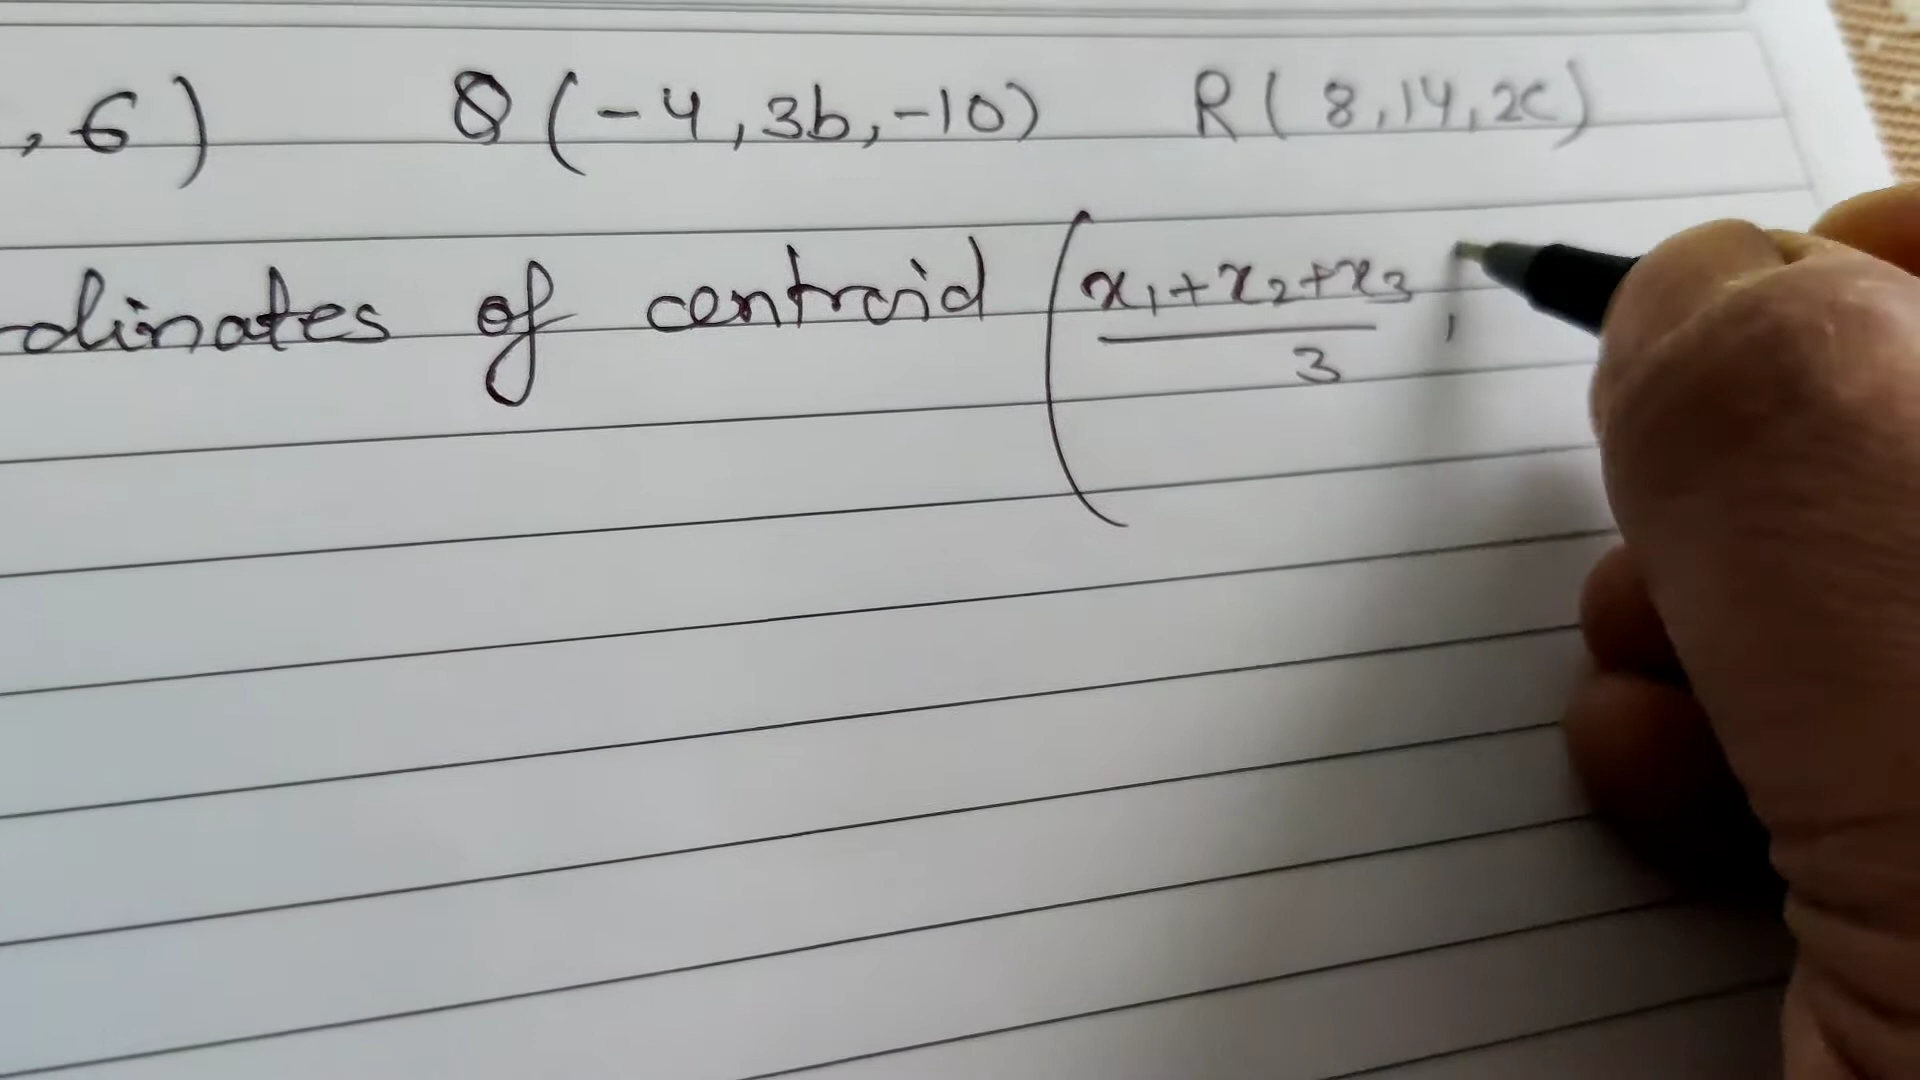 , 6) Q (-4, 3b, -10) R ( 8, 14, 2c)
dinates of centroid ( x₁+x₂+x₃ ,
3